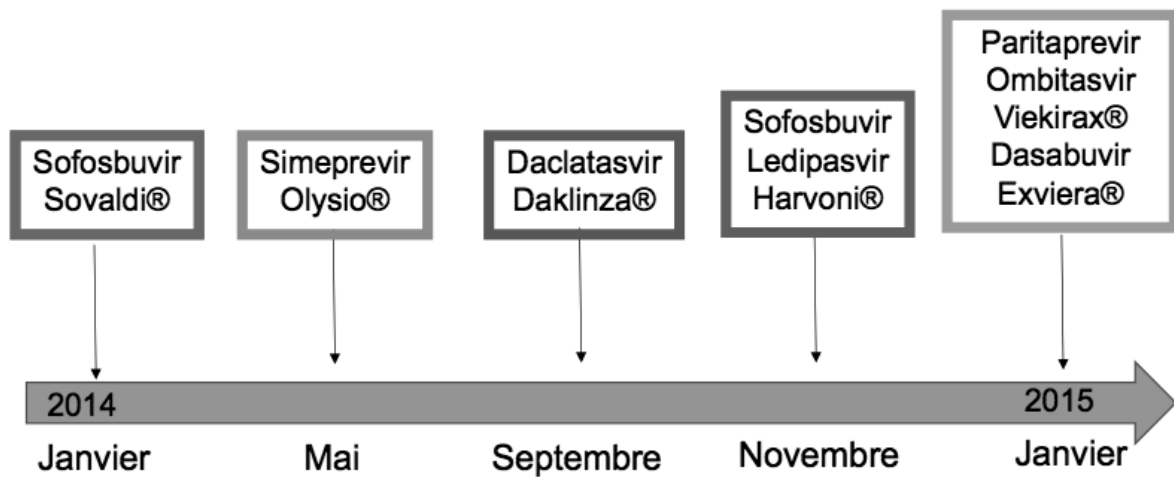 Sofosbuvir
Sovaldi®
Simeprevir
Olysio®
Daclatasvir
Daklinza®
Sofosbuvir
Ledipasvir
Harvoni®
Paritaprevir
Ombitasvir
Viekirax®
Dasabuvir
Exviera®
2014
2015
Janvier
Mai
Septembre
Novembre
Janvier